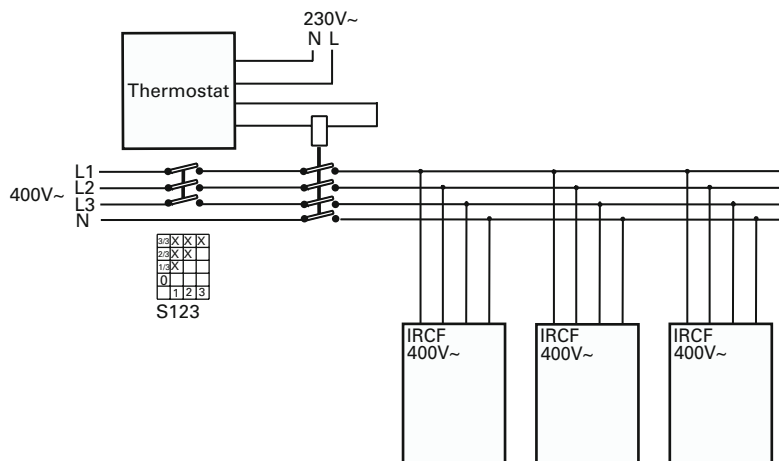 230V~
N L
Thermostat
400V~
L1
L2
L3
N
3/3 X X X
2/3 X X
1/3 X
0
1 2 3
S123
IRCF
400V~
IRCF
400V~
IRCF
400V~